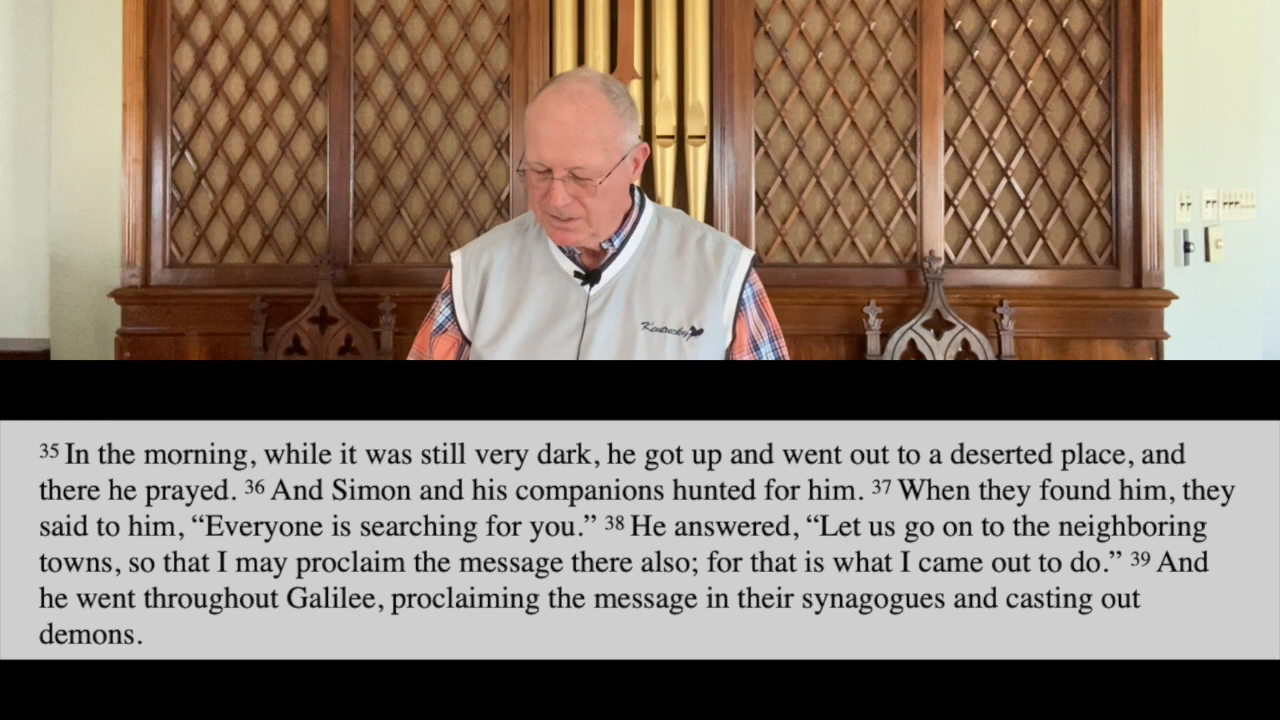 Kentucky
35 In the morning, while it was still very dark, he got up and went out to a deserted place, and
there he prayed. 36 And Simon and his companions hunted for him. 37 When they found him, they
said to him, “Everyone is searching for you.” 38 He answered, “Let us go on to the neighboring
towns, so that I may proclaim the message there also; for that is what I came out to do.” 39 And
he went throughout Galilee, proclaiming the message in their synagogues and casting out
demons.